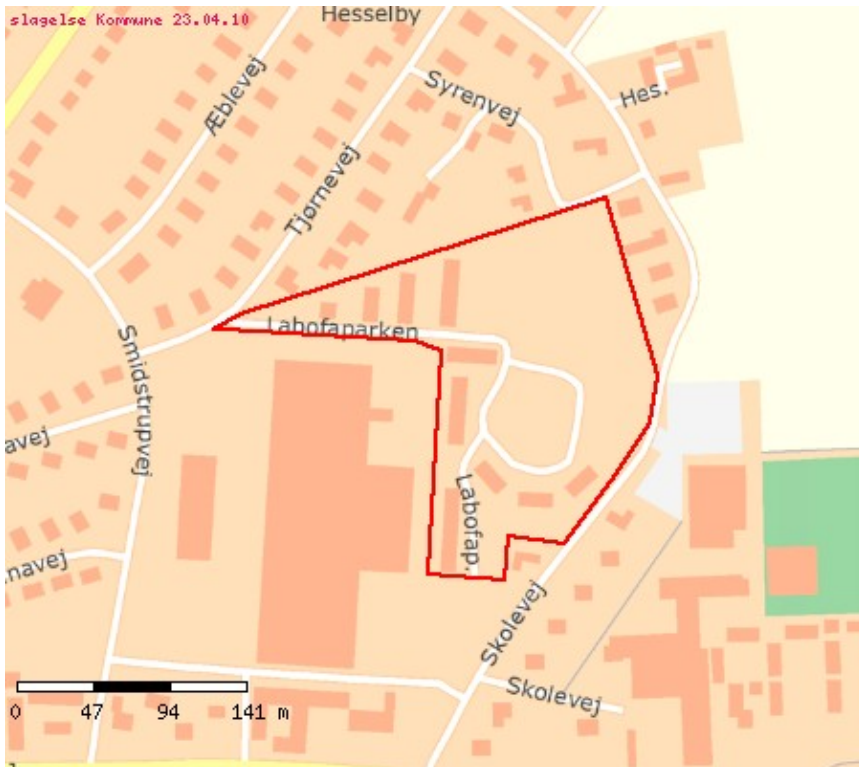 slagelse Kommune 23.04.10
Hesselby
Æblevej
Syrenvej
Hes.
Tjørnevej
Labofaparken
Smidstrupvej
avej
Labofap.
navej
Skolevej
Skolevej
0 47 94 141 m